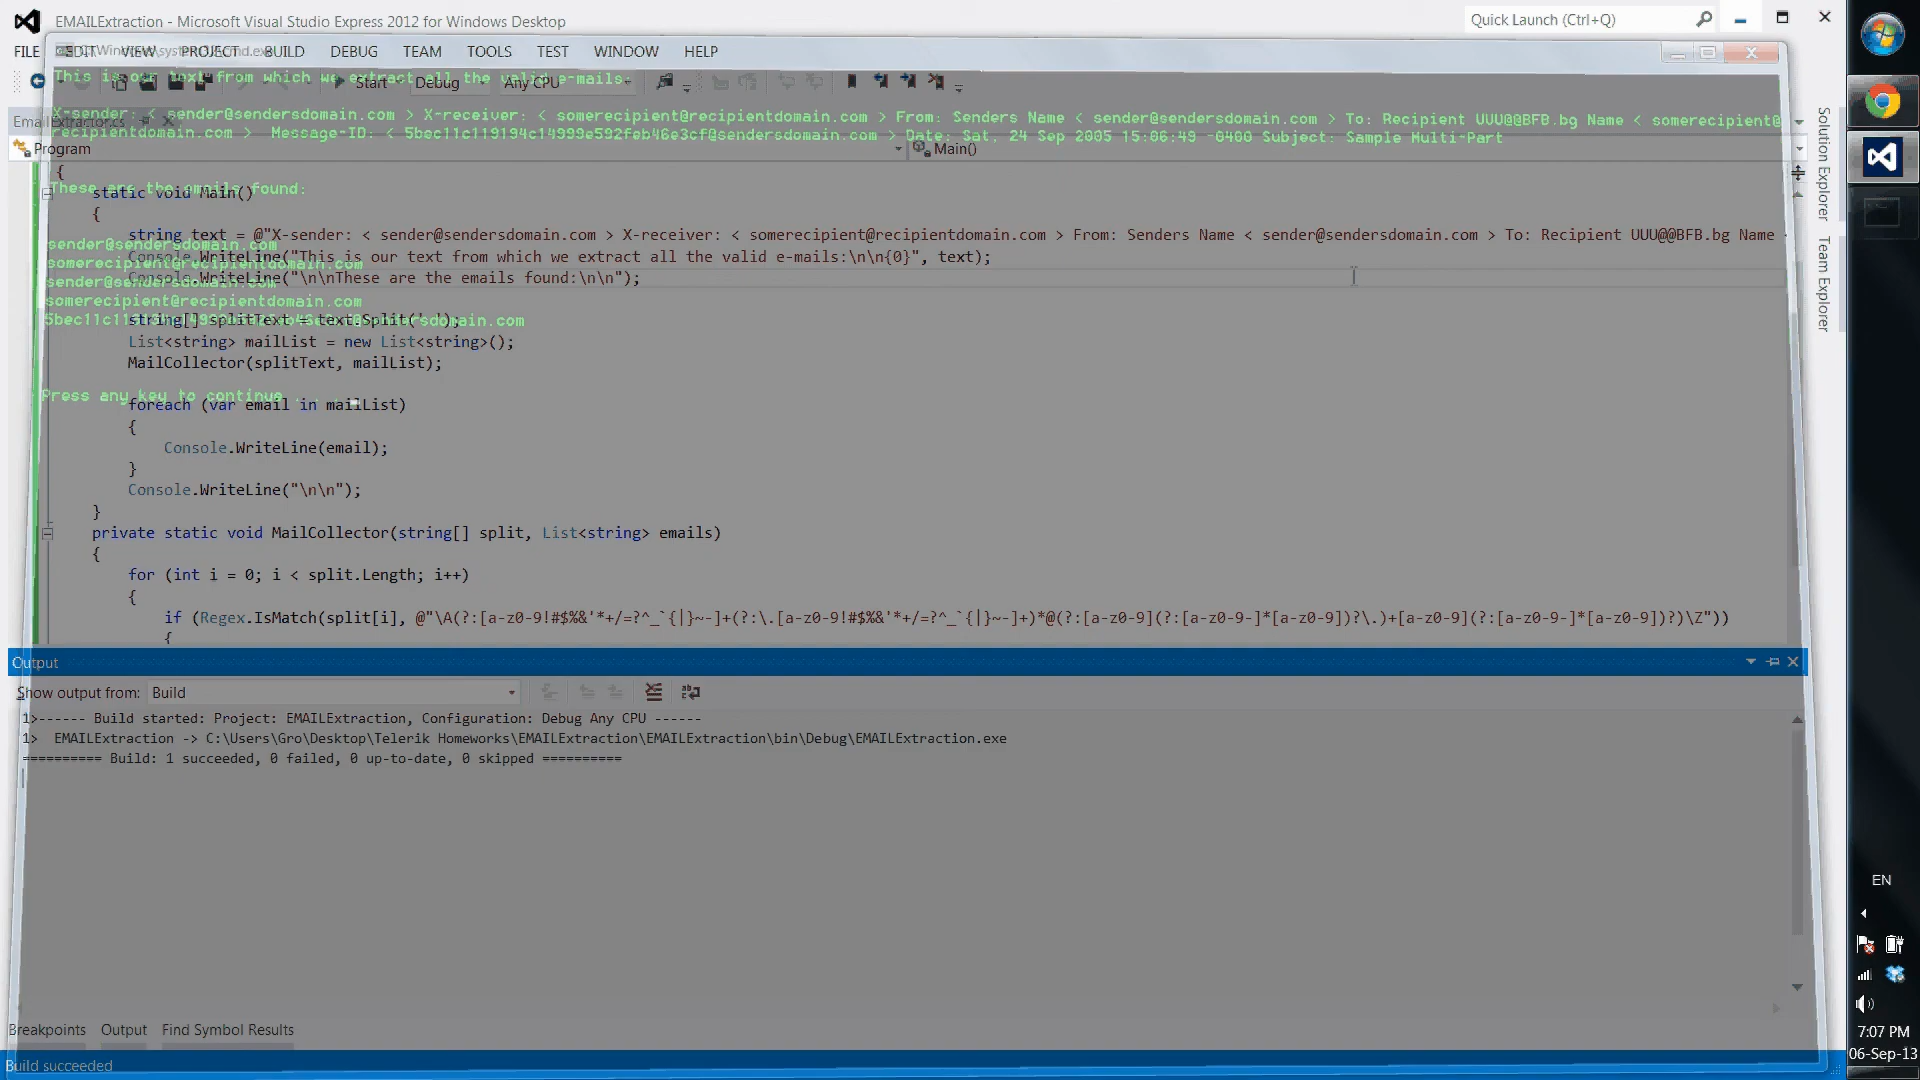 EMAILExtraction - Microsoft Visual Studio Express 2012 for Windows Desktop
Quick Launch (Ctrl+Q)
FILE EDIT VIEW PROJECT BUILD DEBUG TEAM TOOLS TEST WINDOW HELP
This is our text from which we extract all the valid e-mails:
Start Debug Any CPU
X-sender: < sender@sendersdomain.com > X-receiver: < somerecipient@recipientdomain.com > From: Senders Name < sender@sendersdomain.com > To: Recipient UUU@@BFB.bg Name < somerecipient@
EmailExtractor.cs
recipientdomain.com > Message-ID: < 5bec11c119194c14999e592feb46e3cf@sendersdomain.com > Date: Sat, 24 Sep 2005 15:06:49 -0400 Subject: Sample Multi-Part
Program
Main()
{
These are the emails found:
static void Main()
{
string text = @"X-sender: < sender@sendersdomain.com > X-receiver: < somerecipient@recipientdomain.com > From: Senders Name < sender@sendersdomain.com > To: Recipient UUU@@BFB.bg Name
sender@sendersdomain.com
Console.WriteLine("This is our text from which we extract all the valid e-mails:\n\n{0}", text);
somerecipient@recipientdomain.com
Console.WriteLine("\n\nThese are the emails found:\n\n");
sender@sendersdomain.com
somerecipient@recipientdomain.com
string[] splitText = text.Split(' ');
List<string> mailList = new List<string>();
MailCollector(splitText, mailList);
Press any key to continue . . .
foreach (var email in mailList)
{
Console.WriteLine(email);
}
Console.WriteLine("\n\n");
}
private static void MailCollector(string[] split, List<string> emails)
{
for (int i = 0; i < split.Length; i++)
{
if (Regex.IsMatch(split[i], @"\A(?:[a-z0-9!#$%&'*+/=?^_`{|}~-]+(?:\.[a-z0-9!#$%&'*+/=?^_`{|}~-]+)*@(?:[a-z0-9](?:[a-z0-9-]*[a-z0-9])?\.)+[a-z0-9](?:[a-z0-9-]*[a-z0-9])?)\Z"))
{
Output
Show output from: Build
1>------ Build started: Project: EMAILExtraction, Configuration: Debug Any CPU ------
1> EMAILExtraction -> C:\Users\Gro\Desktop\Telerik Homeworks\EMAILExtraction\EMAILExtraction\bin\Debug\EMAILExtraction.exe
========== Build: 1 succeeded, 0 failed, 0 up-to-date, 0 skipped ==========
Breakpoints Output Find Symbol Results
Build succeeded
Solution Explorer
Team Explorer
EN
7:07 PM
06-Sep-13